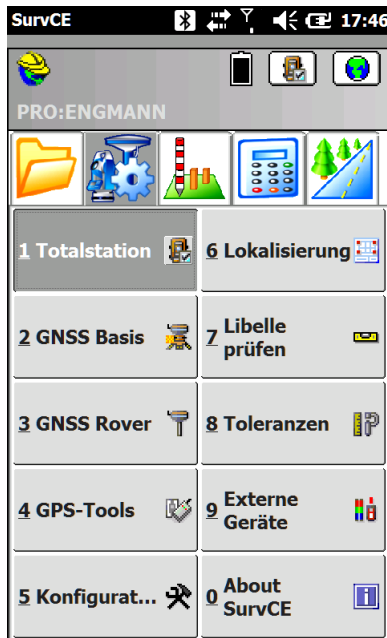 SurvCE 17:46
PRO:ENGMANN
1 Totalstation
6 Lokalisierung
2 GNSS Basis
7 Libelle
prüfen
3 GNSS Rover
8 Toleranzen
4 GPS-Tools
9 Externe
Geräte
5 Konfigurat...
0 About
SurvCE